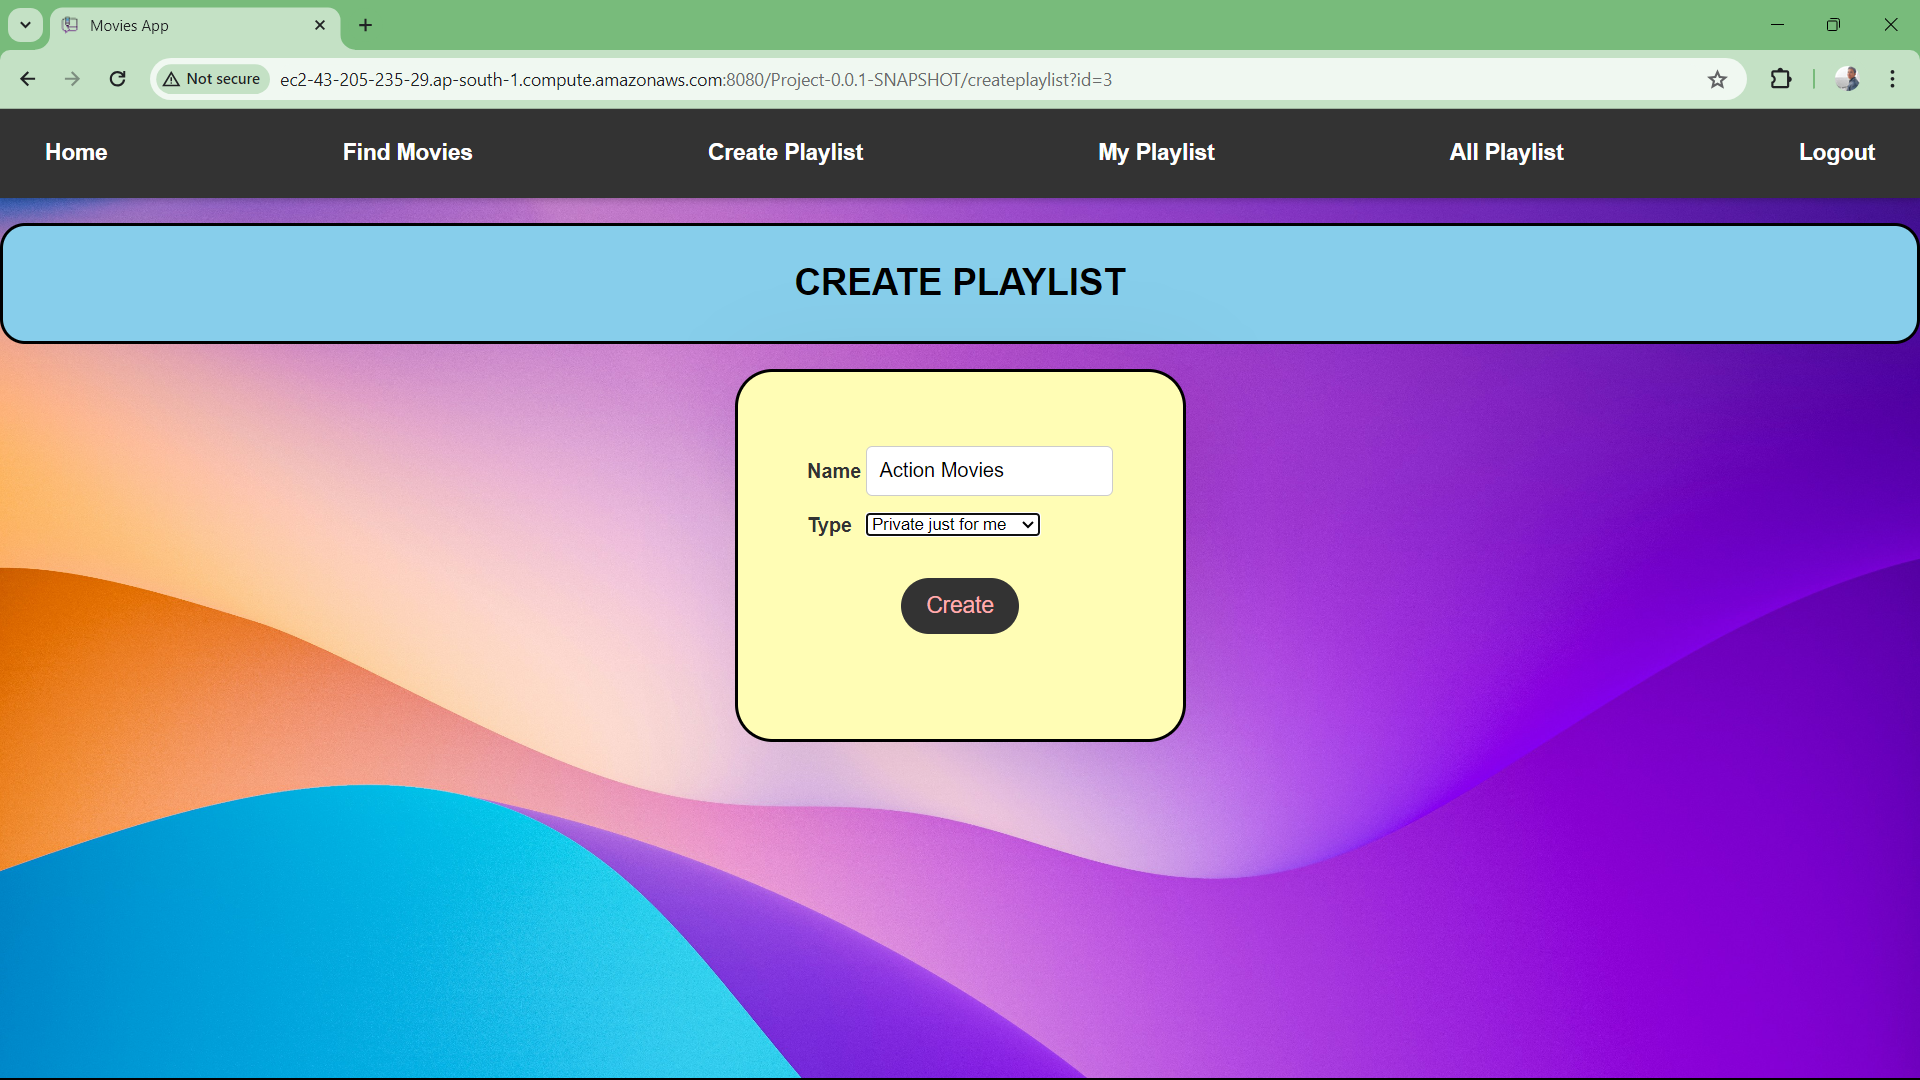 Movies App
Not secure ec2-43-205-235-29.ap-south-1.compute.amazonaws.com:8080/Project-0.0.1-SNAPSHOT/createplaylist?id=3
Home Find Movies Create Playlist My Playlist All Playlist Logout
CREATE PLAYLIST
Name Action Movies
Type Private just for me
Create